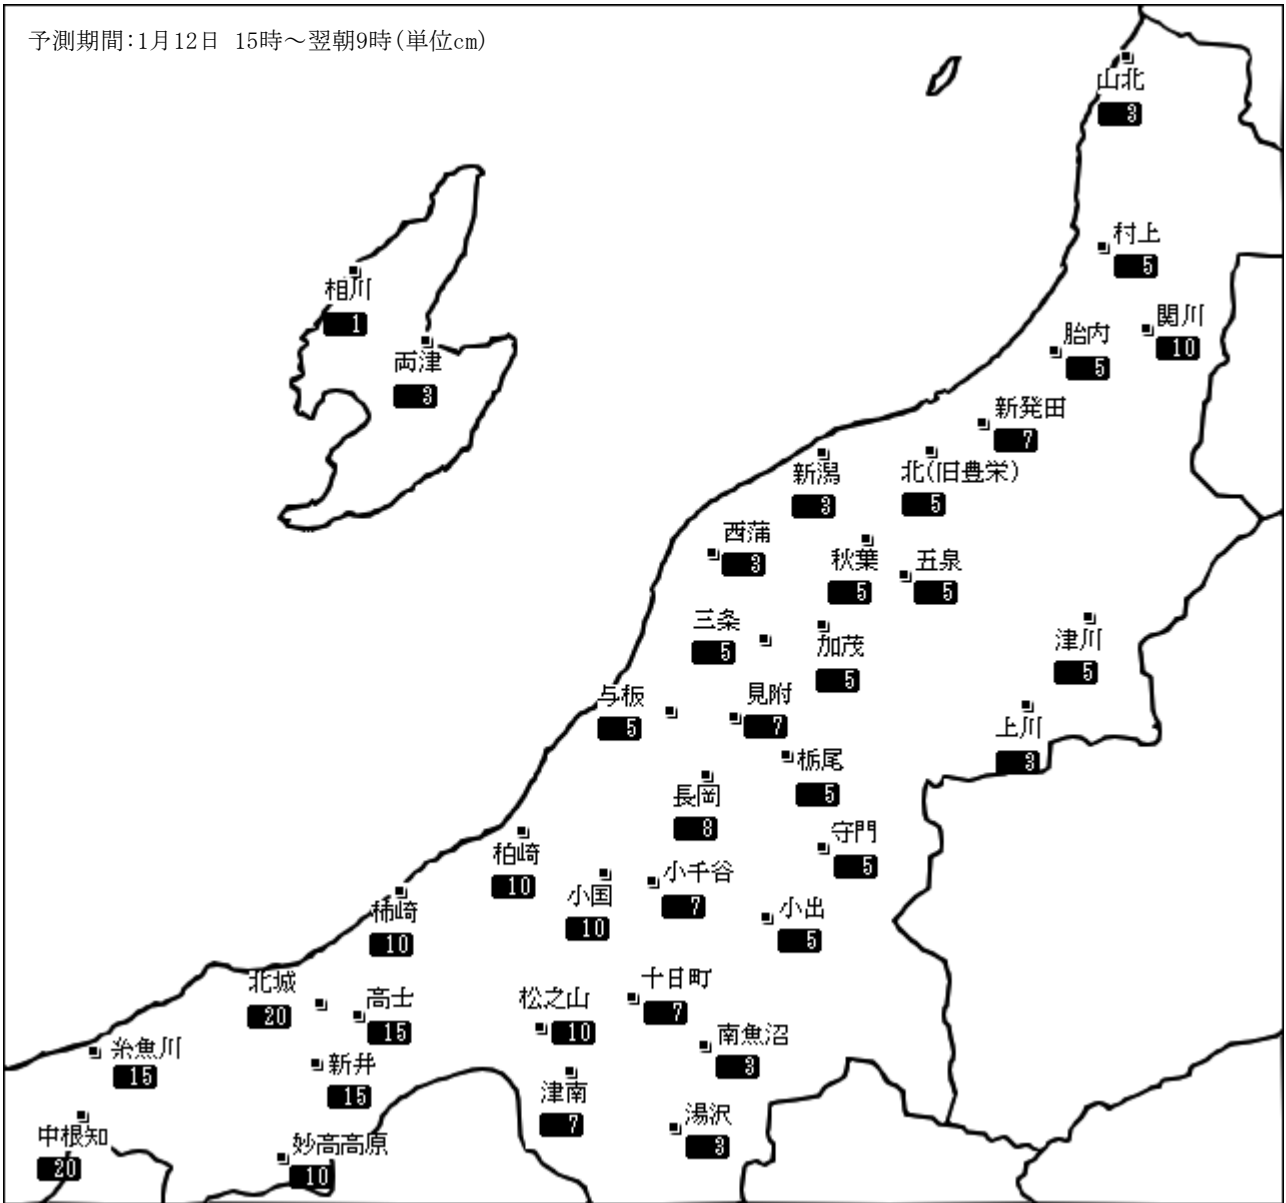 予測期間:1月12日 15時～翌朝9時(単位cm)
山北
3
村上
5
相川
1
関川
10
胎内
5
両津
3
新発田
7
新潟
3
北(旧豊栄)
5
西蒲
3
秋葉
5
五泉
5
三条
5
加茂
5
津川
5
与板
5
見附
7
上川
3
栃尾
5
長岡
8
守門
5
柏崎
10
小国
10
小千谷
7
柿崎
10
小出
5
北城
20
高士
15
松之山
10
十日町
7
南魚沼
3
糸魚川
15
新井
15
津南
7
湯沢
3
中根知
20
妙高高原
10